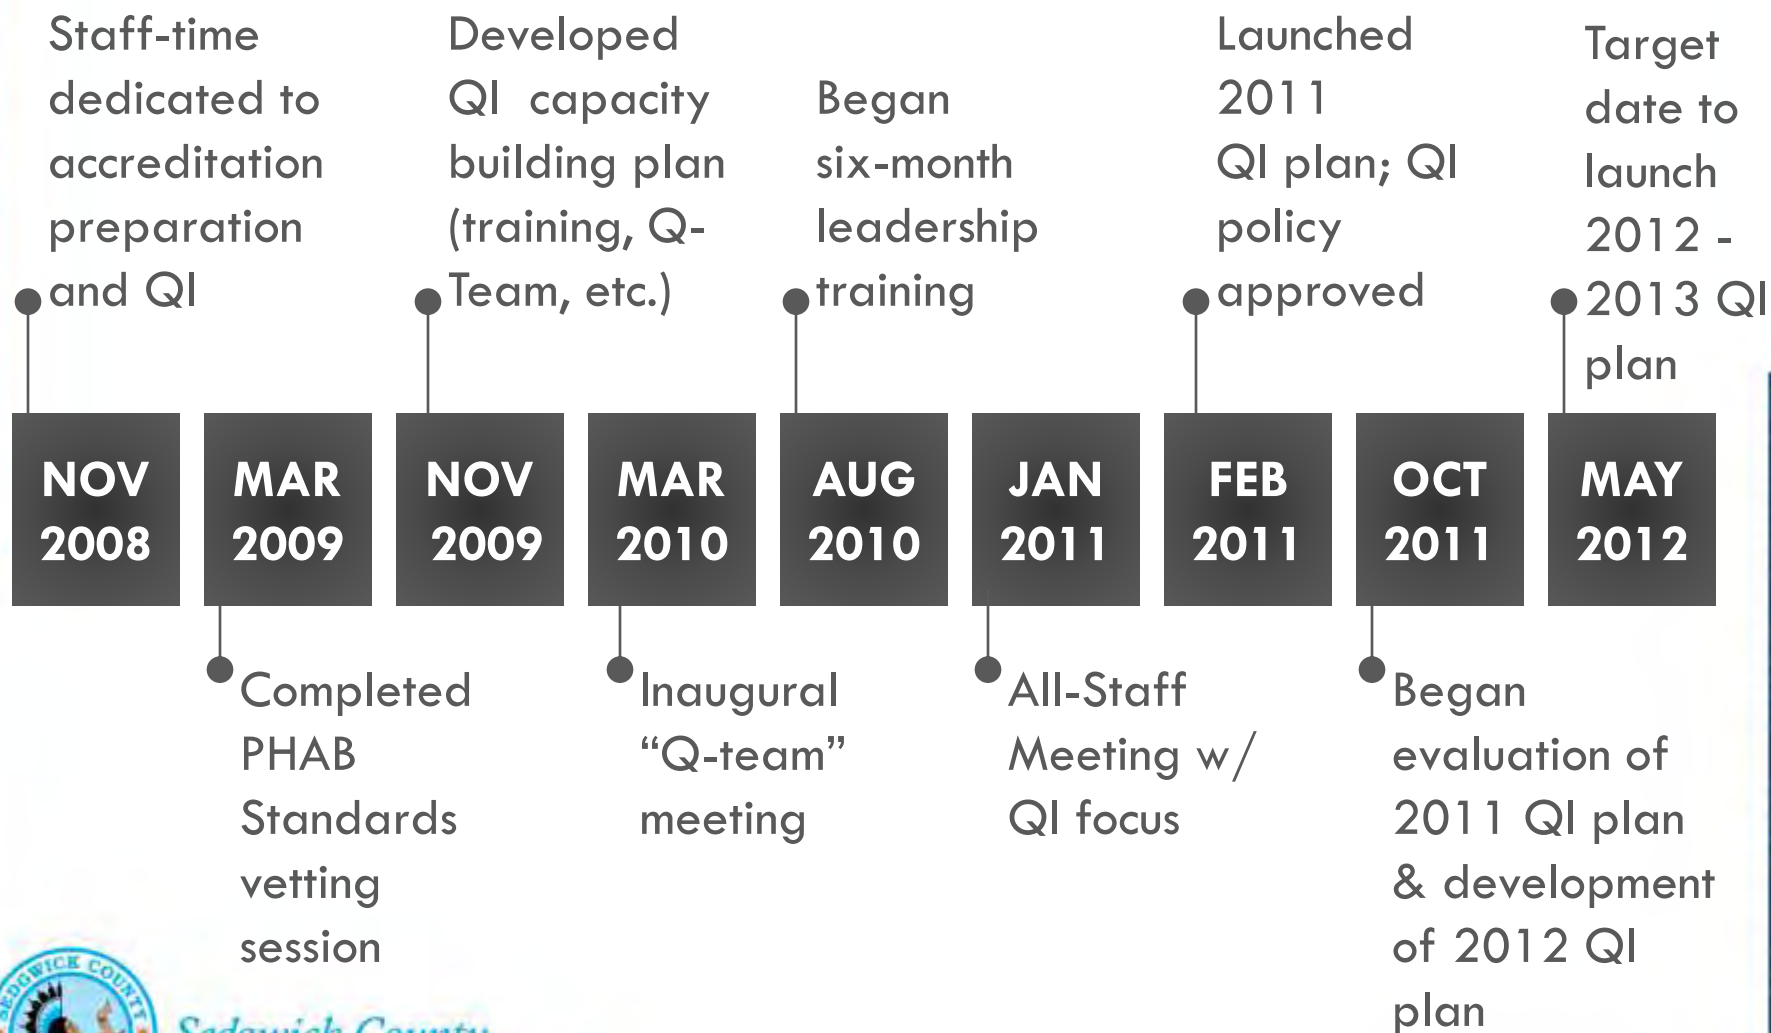 Staff-time
dedicated to
accreditation
preparation
and QI
Developed
QI capacity
building plan
(training, Q-
Team, etc.)
Began
six-month
leadership
training
Launched
2011
QI plan; QI
policy
approved
Target
date to
launch
2012 -
2013 QI
plan
NOV
2008
MAR
2009
NOV
2009
MAR
2010
AUG
2010
JAN
2011
FEB
2011
OCT
2011
MAY
2012
Completed
PHAB
Standards
vetting
session
Inaugural
“Q-team”
meeting
All-Staff
Meeting w/
QI focus
Began
evaluation of
2011 QI plan
& development
of 2012 QI
plan
SEDGWICK COUNTY
Sedgwick County